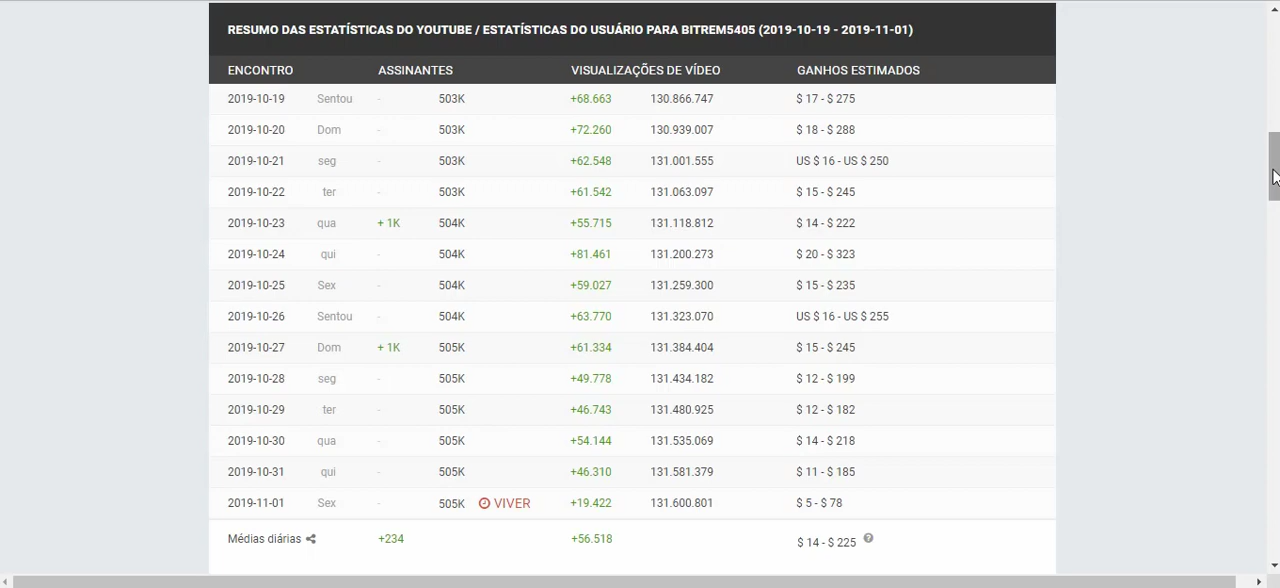 RESUMO DAS ESTATÍSTICAS DO YOUTUBE / ESTATÍSTICAS DO USUÁRIO PARA BITREM5405 (2019-10-19 - 2019-11-01)
ENCONTRO ASSINANTES VISUALIZAÇÕES DE VÍDEO GANHOS ESTIMADOS
2019-10-19 Sentou - 503K +68.663 130.866.747 $ 17 - $ 275
2019-10-20 Dom - 503K +72.260 130.939.007 $ 18 - $ 288
2019-10-21 seg - 503K +62.548 131.001.555 US $ 16 - US $ 250
2019-10-22 ter - 503K +61.542 131.063.097 $ 15 - $ 245
2019-10-23 qua + 1K 504K +55.715 131.118.812 $ 14 - $ 222
2019-10-24 qui - 504K +81.461 131.200.273 $ 20 - $ 323
2019-10-25 Sex - 504K +59.027 131.259.300 $ 15 - $ 235
2019-10-26 Sentou - 504K +63.770 131.323.070 US $ 16 - US $ 255
2019-10-27 Dom + 1K 505K +61.334 131.384.404 $ 15 - $ 245
2019-10-28 seg - 505K +49.778 131.434.182 $ 12 - $ 199
2019-10-29 ter - 505K +46.743 131.480.925 $ 12 - $ 182
2019-10-30 qua - 505K +54.144 131.535.069 $ 14 - $ 218
2019-10-31 qui - 505K +46.310 131.581.379 $ 11 - $ 185
2019-11-01 Sex - 505K VIVER +19.422 131.600.801 $ 5 - $ 78
Médias diárias +234 +56.518 $ 14 - $ 225 ?